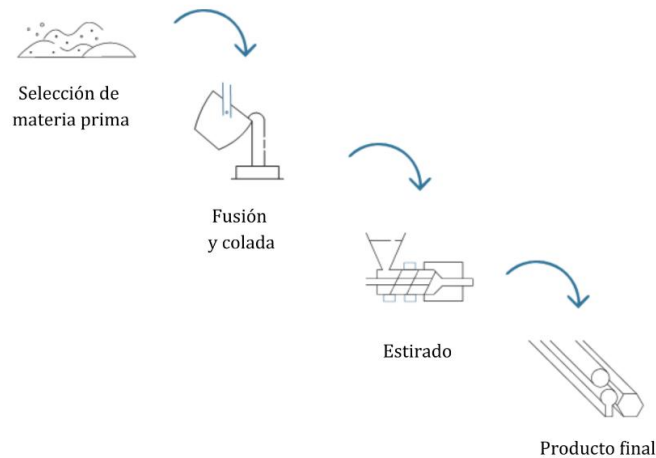 Selección de
materia prima
Fusión
y colada
Estirado
Producto final